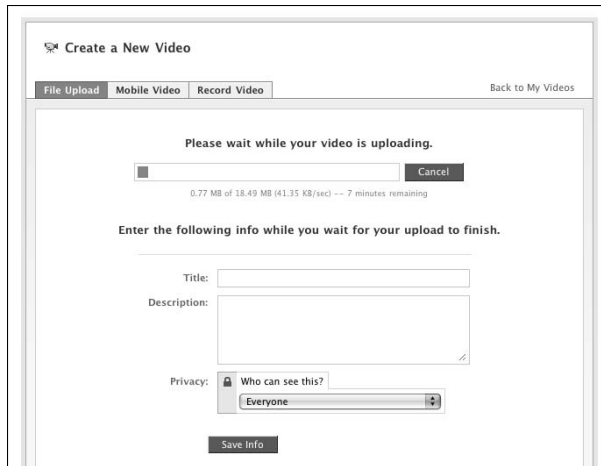 Create a New Video
File Upload Mobile Video Record Video Back to My Videos
Please wait while your video is uploading.
Cancel
0.77 MB of 18.49 MB (41.35 KB/sec) -- 7 minutes remaining
Enter the following info while you wait for your upload to finish.
Title:
Description:
Privacy: Who can see this?
Everyone
Save Info